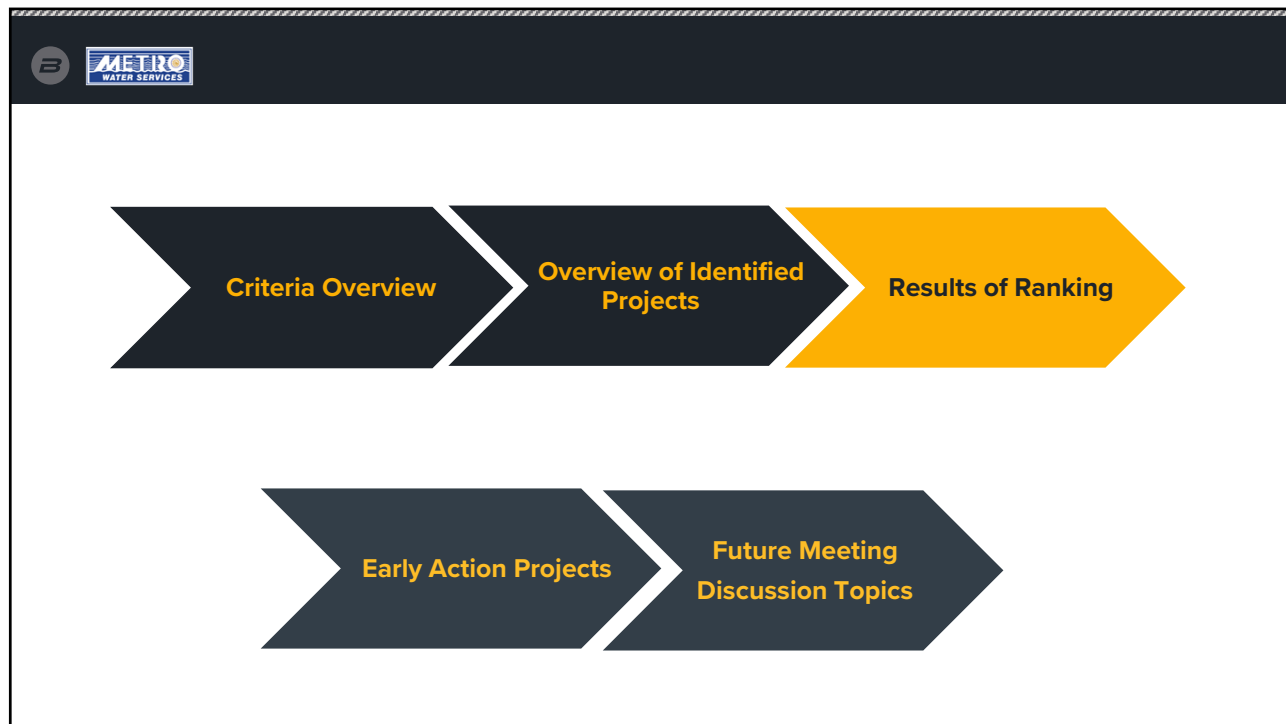 B
METRO
WATER SERVICES
Criteria Overview
Overview of Identified
Projects
Results of Ranking
Early Action Projects
Future Meeting
Discussion Topics